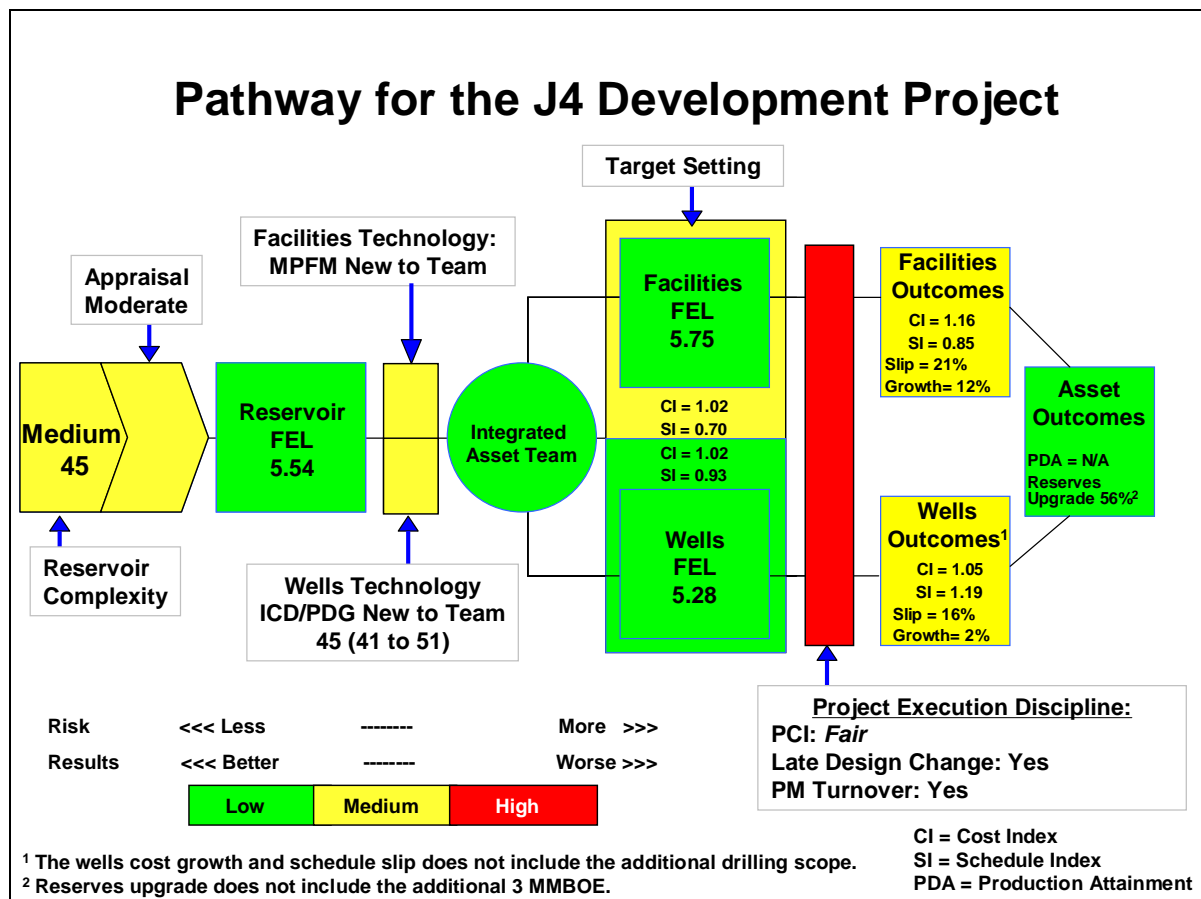 Pathway for the J4 Development Project
Target Setting
Facilities Technology:
MPFM New to Team
Appraisal
Moderate
Medium
45
Reservoir
Complexity
Reservoir
FEL
5.54
Wells Technology
ICD/PDG New to Team
45 (41 to 51)
Integrated
Asset Team
Facilities
FEL
5.75
CI = 1.02
SI = 0.70
CI = 1.02
SI = 0.93
Wells
FEL
5.28
Facilities
Outcomes
CI = 1.16
SI = 0.85
Slip = 21%
Growth= 12%
Wells
Outcomes¹
CI = 1.05
SI = 1.19
Slip = 16%
Growth= 2%
Asset
Outcomes
PDA = N/A
Reserves
Upgrade 56%²
Project Execution Discipline:
PCI: Fair
Late Design Change: Yes
PM Turnover: Yes
Risk <<< Less -------- More >>>
Results <<< Better -------- Worse >>>
Low Medium High
¹ The wells cost growth and schedule slip does not include the additional drilling scope.
² Reserves upgrade does not include the additional 3 MMBOE.
CI = Cost Index
SI = Schedule Index
PDA = Production Attainment